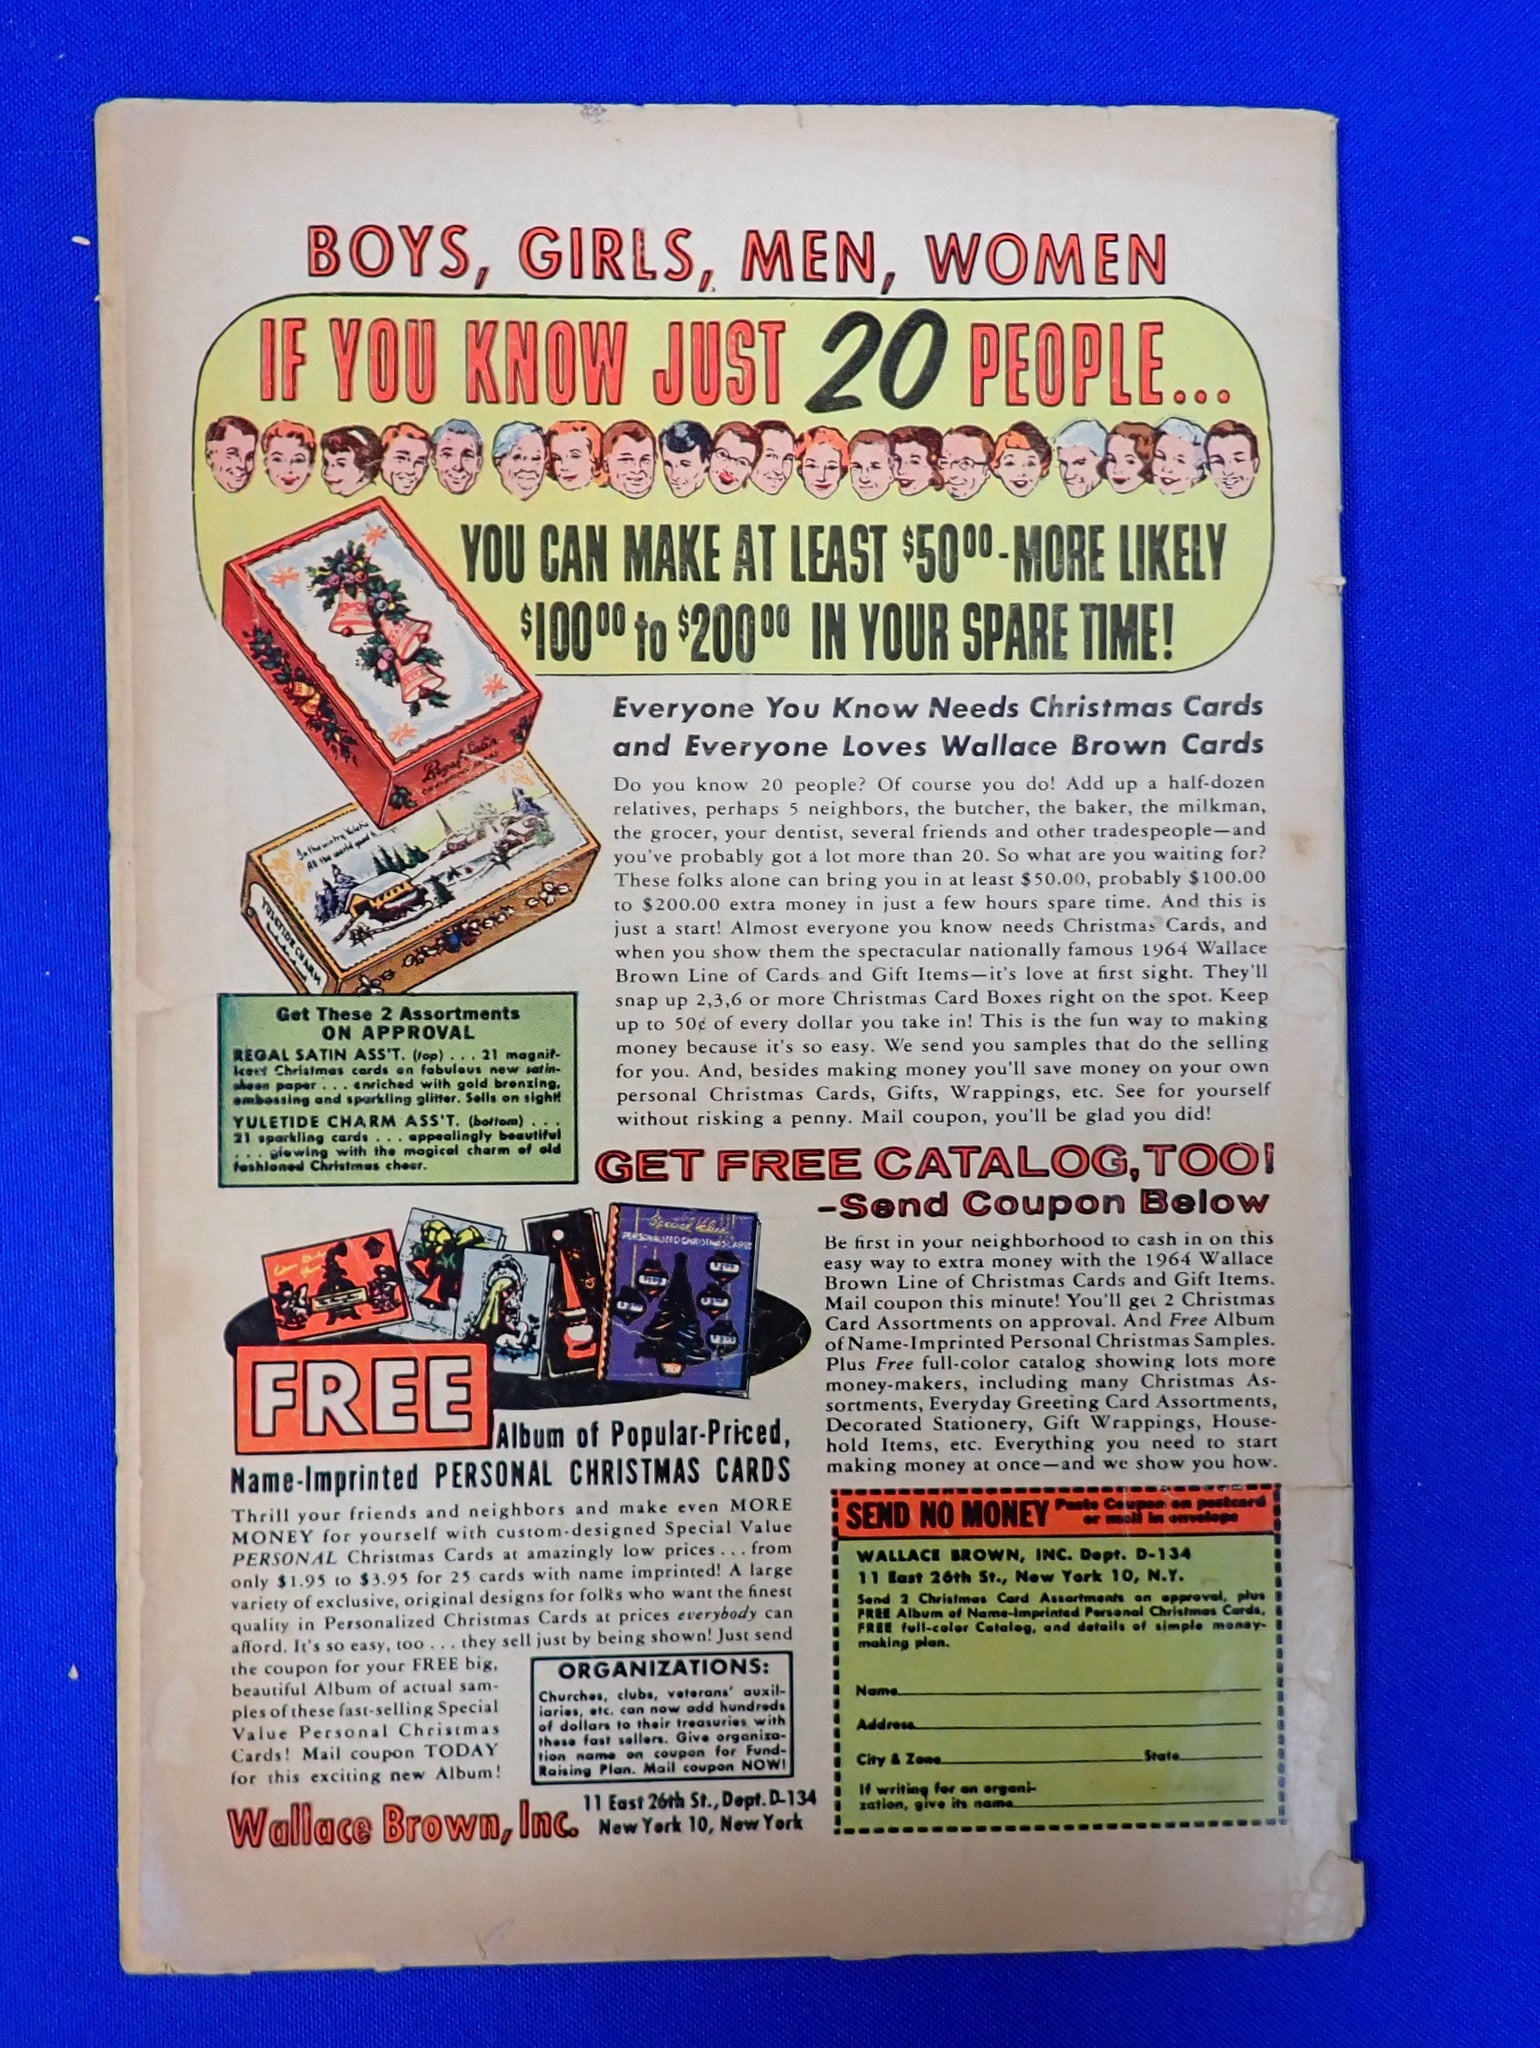 BOYS, GIRLS, MEN, WOMEN
IF YOU KNOW JUST 20 PEOPLE...
YOU CAN MAKE AT LEAST $50⁰⁰-MORE LIKELY
$100⁰⁰ to $200⁰⁰ IN YOUR SPARE TIME!
Regal Satin
In the wintry Yuletide
All the world
YULETIDE CHARM
Everyone You Know Needs Christmas Cards
and Everyone Loves Wallace Brown Cards
Do you know 20 people? Of course you do! Add up a half-dozen
relatives, perhaps 5 neighbors, the butcher, the baker, the milkman,
the grocer, your dentist, several friends and other tradespeople—and
you've probably got a lot more than 20. So what are you waiting for?
These folks alone can bring you in at least $50.00, probably $100.00
to $200.00 extra money in just a few hours spare time. And this is
just a start! Almost everyone you know needs Christmas Cards, and
when you show them the spectacular nationally famous 1964 Wallace
Brown Line of Cards and Gift Items—it's love at first sight. They'll
snap up 2,3,6 or more Christmas Card Boxes right on the spot. Keep
up to 50¢ of every dollar you take in! This is the fun way to making
money because it's so easy. We send you samples that do the selling
for you. And, besides making money you'll save money on your own
personal Christmas Cards, Gifts, Wrappings, etc. See for yourself
without risking a penny. Mail coupon, you'll be glad you did!
Get These 2 Assortments
ON APPROVAL
REGAL SATIN ASS'T. (top) . . . 21 magnif-
icent Christmas cards on fabulous new satin-
sheen paper . . . enriched with gold bronzing,
embossing and sparkling glitter. Sells on sight!
YULETIDE CHARM ASS'T. (bottom) . . .
21 sparkling cards . . . appealingly beautiful
. . . glowing with the magical charm of old
fashioned Christmas cheer.
GET FREE CATALOG, TOO!
-Send Coupon Below
Be first in your neighborhood to cash in on this
easy way to extra money with the 1964 Wallace
Brown Line of Christmas Cards and Gift Items.
Mail coupon this minute! You'll get 2 Christmas
Card Assortments on approval. And Free Album
of Name-Imprinted Personal Christmas Samples.
Plus Free full-color catalog showing lots more
money-makers, including many Christmas As-
sortments, Everyday Greeting Card Assortments,
Decorated Stationery, Gift Wrappings, House-
hold Items, etc. Everything you need to start
making money at once—and we show you how.
Special Value
PERSONALIZED CHRISTMAS CARDS
FREE
Album of Popular-Priced,
Name-Imprinted PERSONAL CHRISTMAS CARDS
Thrill your friends and neighbors and make even MORE
MONEY for yourself with custom-designed Special Value
PERSONAL Christmas Cards at amazingly low prices . . . from
only $1.95 to $3.95 for 25 cards with name imprinted! A large
variety of exclusive, original designs for folks who want the finest
quality in Personalized Christmas Cards at prices everybody can
afford. It's so easy, too . . . they sell just by being shown! Just send
the coupon for your FREE big,
beautiful Album of actual sam-
ples of these fast-selling Special
Value Personal Christmas
Cards! Mail coupon TODAY
for this exciting new Album!
ORGANIZATIONS:
Churches, clubs, veterans' auxil-
iaries, etc. can now add hundreds
of dollars to their treasuries with
these fast sellers. Give organiza-
tion name on coupon for Fund-
Raising Plan. Mail coupon NOW!
Wallace Brown, Inc.
11 East 26th St., Dept. D-134
New York 10, New York
SEND NO MONEY Paste Coupon on postcard
or mail in envelope
WALLACE BROWN, INC. Dept. D-134
11 East 26th St., New York 10, N.Y.
Send 2 Christmas Card Assortments on approval, plus
FREE Album of Name-Imprinted Personal Christmas Cards,
FREE full-color Catalog, and details of simple money-
making plan.
Name
Address
City & Zone State
If writing for an organi-
zation, give its name